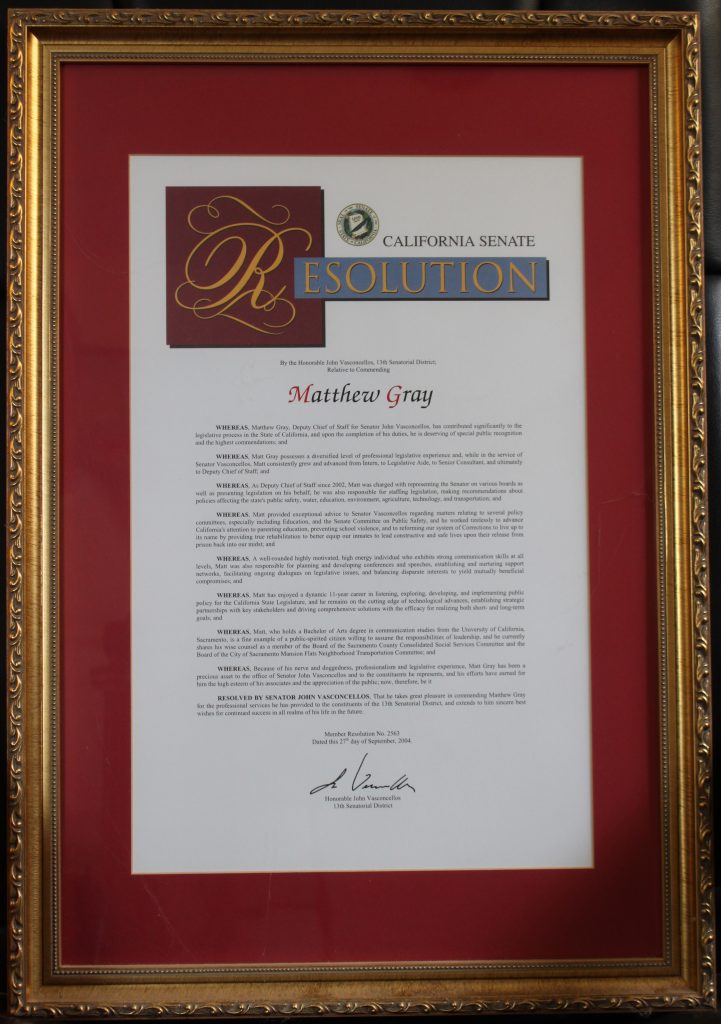 THE SENATE
CALIFORNIA SENATE
RESOLUTION
By the Honorable John Vasconcellos, 13th Senatorial District,
Relative to Commending
Matthew Gray
WHEREAS, Matthew Gray, Deputy Chief of Staff for Senator John Vasconcellos, has contributed significantly to the
legislative process in the State of California, and upon the completion of his duties, he is deserving of special public recognition
and the highest commendations; and
WHEREAS, Matt Gray possesses a diversified level of professional legislative experience and, while in the service of
Senator Vasconcellos, Matt consistently grew and advanced from Intern, to Legislative Aide, to Senior Consultant, and ultimately
to Deputy Chief of Staff; and
WHEREAS, As Deputy Chief of Staff since 2002, Matt was charged with representing the Senator on various boards as
well as presenting legislation on his behalf, he was also responsible for staffing legislation, making recommendations about
policies affecting the state's public safety, water, education, environment, agriculture, technology, and transportation; and
WHEREAS, Matt provided exceptional advice to Senator Vasconcellos regarding matters relating to several policy
committees, especially including Education, and the Senate Committee on Public Safety, and he worked tirelessly to advance
California's attention to parenting education, preventing school violence, and to reforming our system of Corrections to live up to
its name by providing true rehabilitation to better equip our inmates to lead constructive and safe lives upon their release from
prison back into our midst; and
WHEREAS, A well-rounded highly motivated, high energy individual who exhibits strong communication skills at all
levels, Matt was also responsible for planning and developing conferences and speeches, establishing and nurturing support
networks, facilitating ongoing dialogues on legislative issues, and balancing disparate interests to yield mutually beneficial
compromises; and
WHEREAS, Matt has enjoyed a dynamic 11-year career in listening, exploring, developing, and implementing public
policy for the California State Legislature, and he remains on the cutting edge of technological advances, establishing strategic
partnerships with key stakeholders and driving comprehensive solutions with the efficacy for realizing both short- and long-term
goals; and
WHEREAS, Matt, who holds a Bachelor of Arts degree in communication studies from the University of California,
Sacramento, is a fine example of a public-spirited citizen willing to assume the responsibilities of leadership, and he currently
shares his wise counsel as a member of the Board of the Sacramento County Consolidated Social Services Committee and the
Board of the City of Sacramento Mansion Flats Neighborhood Transportation Committee; and
WHEREAS, Because of his nerve and doggedness, professionalism and legislative experience, Matt Gray has been a
precious asset to the office of Senator John Vasconcellos and to the constituents he represents, and his efforts have earned for
him the high esteem of his associates and the appreciation of the public; now, therefore, be it
RESOLVED BY SENATOR JOHN VASCONCELLOS, That he takes great pleasure in commending Matthew Gray
for the professional services he has provided to the constituents of the 13th Senatorial District, and extends to him sincere best
wishes for continued success in all realms of his life in the future.
Member Resolution No. 2563
Dated this 27th day of September, 2004.
Honorable John Vasconcellos
13th Senatorial District